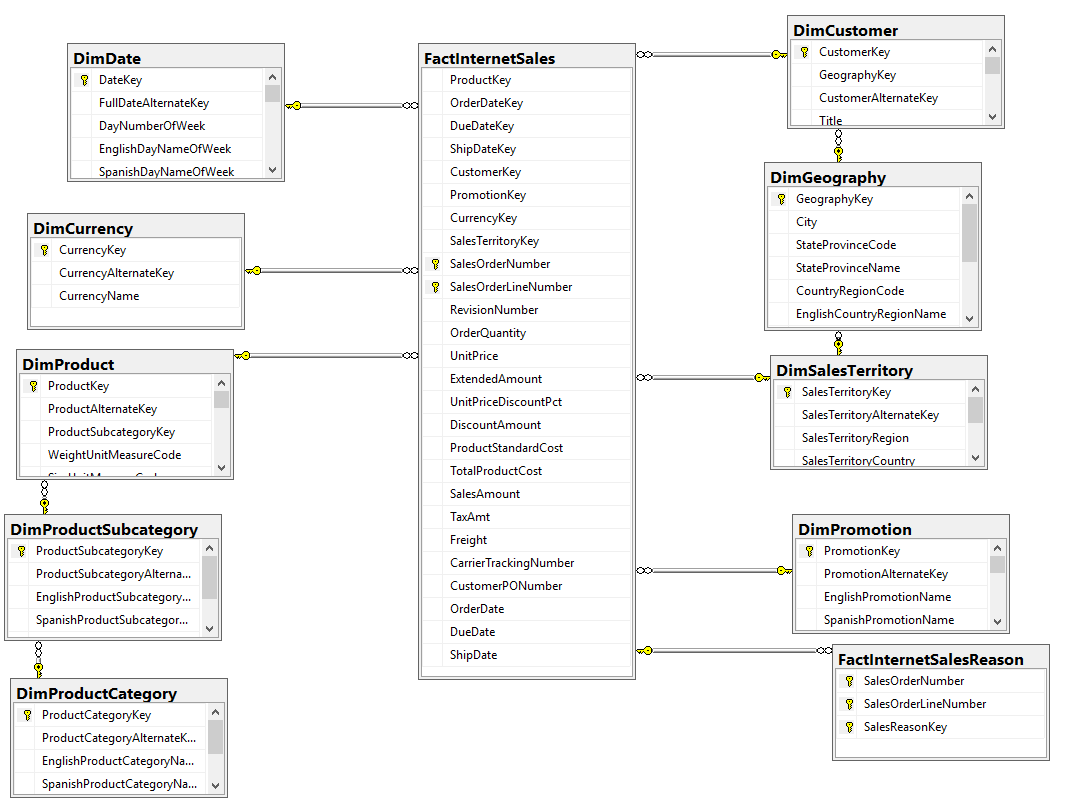 DimDate
DateKey
FullDateAlternateKey
DayNumberOfWeek
EnglishDayNameOfWeek
SpanishDayNameOfWeek
DimCurrency
CurrencyKey
CurrencyAlternateKey
CurrencyName
DimProduct
ProductKey
ProductAlternateKey
ProductSubcategoryKey
WeightUnitMeasureCode
DimProductSubcategory
ProductSubcategoryKey
ProductSubcategoryAlterna...
EnglishProductSubcategory...
SpanishProductSubcategor...
DimProductCategory
ProductCategoryKey
ProductCategoryAlternateK...
EnglishProductCategoryNa...
SpanishProductCategoryNa...
FactInternetSales
ProductKey
OrderDateKey
DueDateKey
ShipDateKey
CustomerKey
PromotionKey
CurrencyKey
SalesTerritoryKey
SalesOrderNumber
SalesOrderLineNumber
RevisionNumber
OrderQuantity
UnitPrice
ExtendedAmount
UnitPriceDiscountPct
DiscountAmount
ProductStandardCost
TotalProductCost
SalesAmount
TaxAmt
Freight
CarrierTrackingNumber
CustomerPONumber
OrderDate
DueDate
ShipDate
DimCustomer
CustomerKey
GeographyKey
CustomerAlternateKey
Title
DimGeography
GeographyKey
City
StateProvinceCode
StateProvinceName
CountryRegionCode
EnglishCountryRegionName
DimSalesTerritory
SalesTerritoryKey
SalesTerritoryAlternateKey
SalesTerritoryRegion
SalesTerritoryCountry
DimPromotion
PromotionKey
PromotionAlternateKey
EnglishPromotionName
SpanishPromotionName
FactInternetSalesReason
SalesOrderNumber
SalesOrderLineNumber
SalesReasonKey